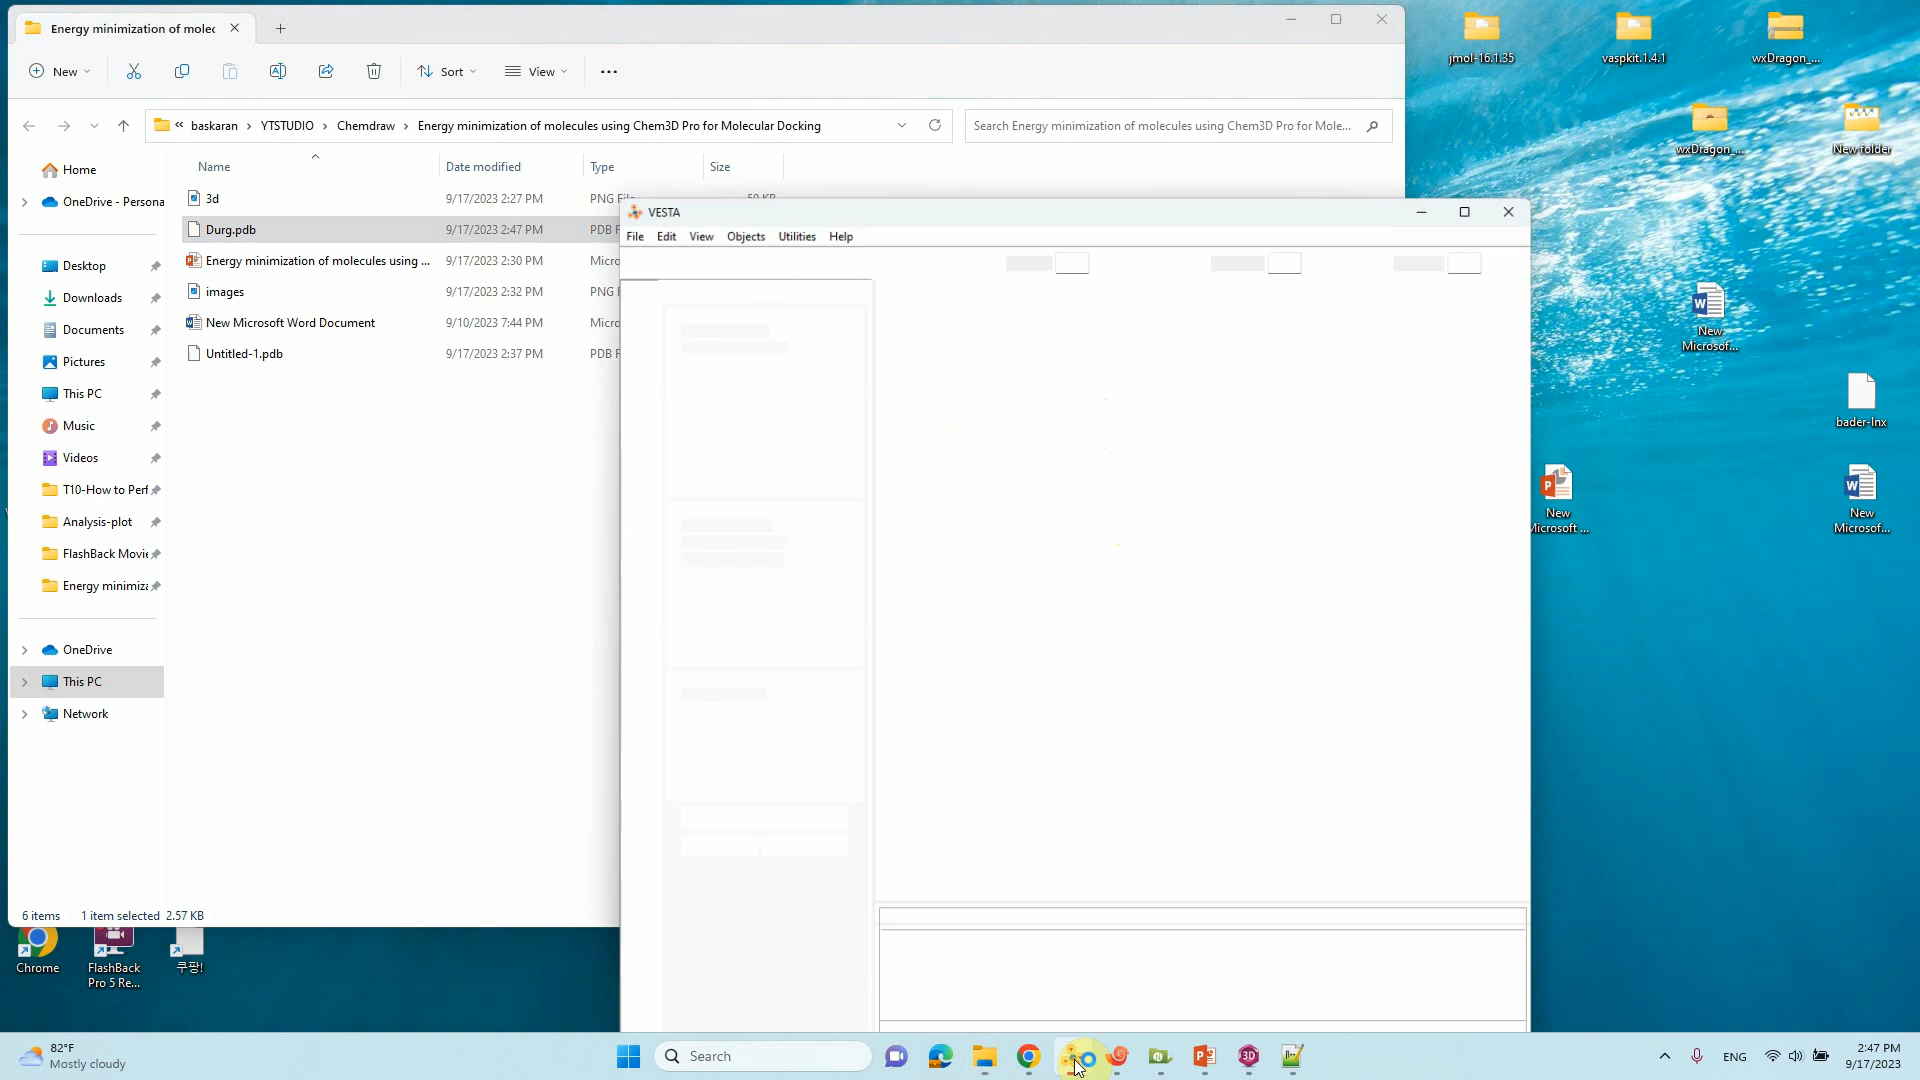 Energy minimization of molec
New
Sort
View
baskaran > YTSTUDIO > Chemdraw > Energy minimization of molecules using Chem3D Pro for Molecular Docking
Search Energy minimization of molecules using Chem3D Pro for Mole...
Name
Date modified
Type
Size
3d
9/17/2023 2:27 PM
PNG File
50 KB
Durg.pdb
9/17/2023 2:47 PM
PDB F
Energy minimization of molecules using ...
9/17/2023 2:30 PM
Micro
images
9/17/2023 2:32 PM
PNG F
New Microsoft Word Document
9/10/2023 7:44 PM
Micro
Untitled-1.pdb
9/17/2023 2:37 PM
PDB F
Home
OneDrive - Persona
Desktop
Downloads
Documents
Pictures
This PC
Music
Videos
T10-How to Perf
Analysis-plot
FlashBack Movie
Energy minimiza
OneDrive
This PC
Network
6 items
1 item selected 2.57 KB
VESTA
File
Edit
View
Objects
Utilities
Help
jmol-16.1.35
vaspkit.1.4.1
wxDragon_...
wxDragon_...
New folder
New
Microsof...
bader-lnx
New
Microsoft ...
New
Microsof...
Chrome
FlashBack
Pro 5 Re...
쿠팡!
82°F
Mostly cloudy
Search
ENG
2:47 PM
9/17/2023